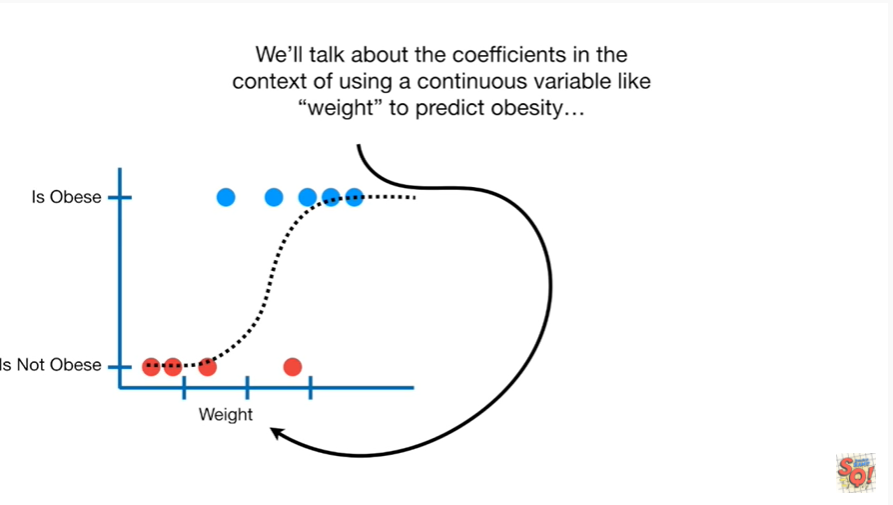 We'll talk about the coefficients in the
context of using a continuous variable like
“weight” to predict obesity…
Is Obese
Is Not Obese
Weight
SQ!